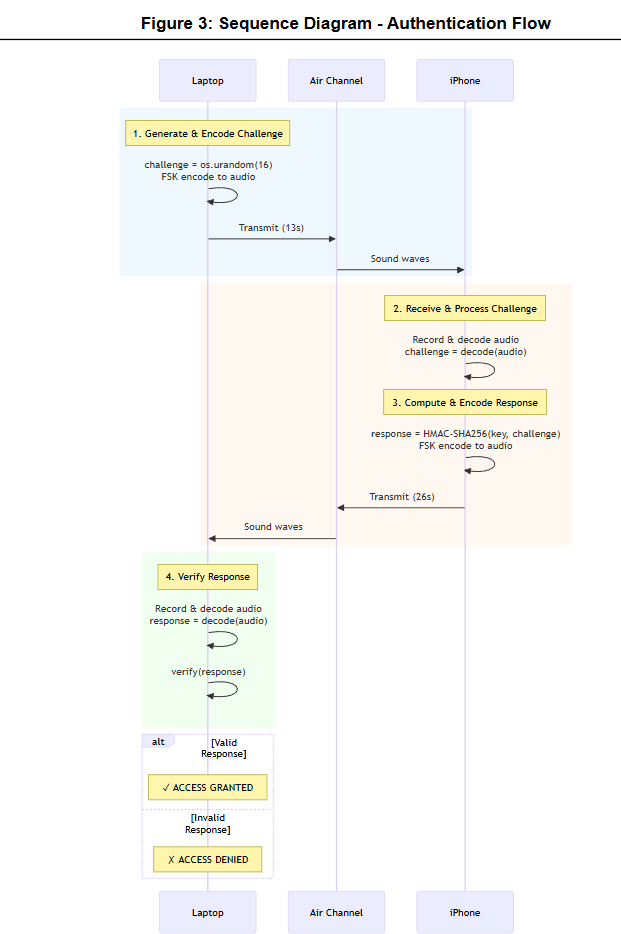 Figure 3: Sequence Diagram - Authentication Flow
Laptop
Air Channel
iPhone
1. Generate & Encode Challenge
challenge = os.urandom(16)
FSK encode to audio
Transmit (13s)
Sound waves
2. Receive & Process Challenge
Record & decode audio
challenge = decode(audio)
3. Compute & Encode Response
response = HMAC-SHA256(key, challenge)
FSK encode to audio
Transmit (26s)
Sound waves
4. Verify Response
Record & decode audio
response = decode(audio)
verify(response)
alt
[Valid
Response]
✓ ACCESS GRANTED
[Invalid
Response]
✗ ACCESS DENIED
Laptop
Air Channel
iPhone